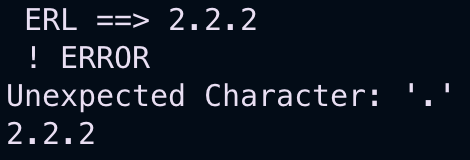 ERL ==> 2.2.2
! ERROR
Unexpected Character: '.'
2.2.2